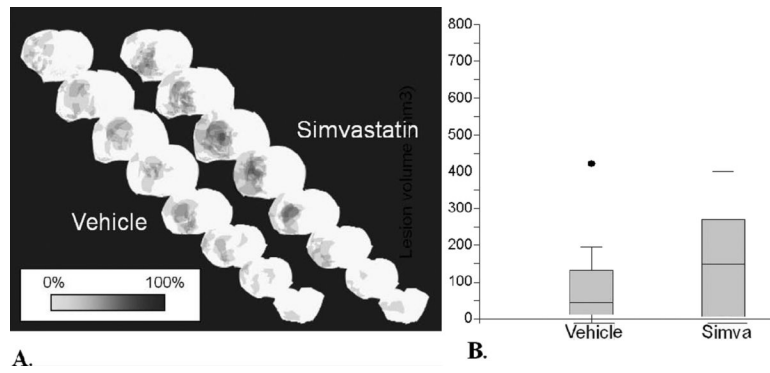 Simvastatin
Vehicle
0% 100%
A.
Lesion volume (mm3)
800
700
600
500
400
300
200
100
0
Vehicle Simva
B.